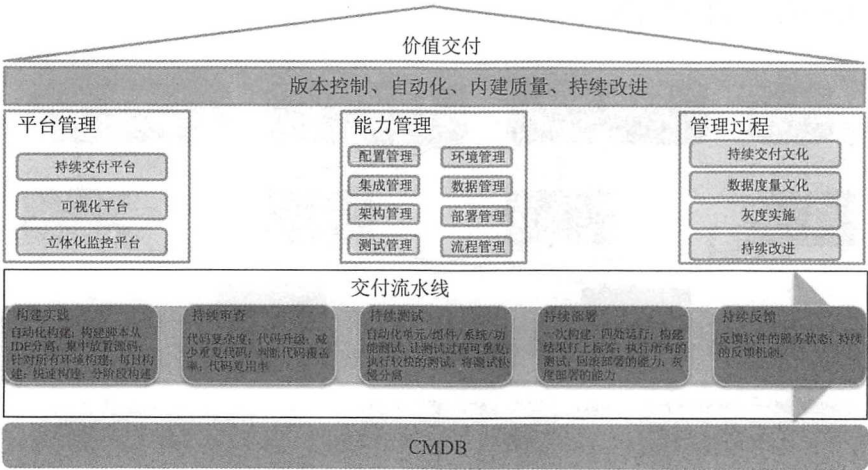 价值交付
版本控制、自动化、内建质量、持续改进
平台管理
持续交付平台
可视化平台
立体化监控平台
能力管理
配置管理
环境管理
集成管理
数据管理
架构管理
部署管理
测试管理
流程管理
管理过程
持续交付文化
数据度量文化
灰度实施
持续改进
交付流水线
构建实践
自动化构建；构建脚本从
IDE分离，集中放置源码；
针对所有环境构建；每日构
建；快速构建；分阶段构建
持续审查
代码复杂度；代码升级；减
少重复代码；判断代码覆盖
率；代码复用率
持续测试
自动化单元/组件/系统/功
能测试；让测试过程可重复；
执行较快的测试；将测试快
慢分离
持续部署
一次构建，四处运行；构建
结果打上标签；执行所有的
测试；回滚部署的能力；灰
度部署的能力
持续反馈
反馈软件的服务状态；持续
的反馈机制。
CMDB